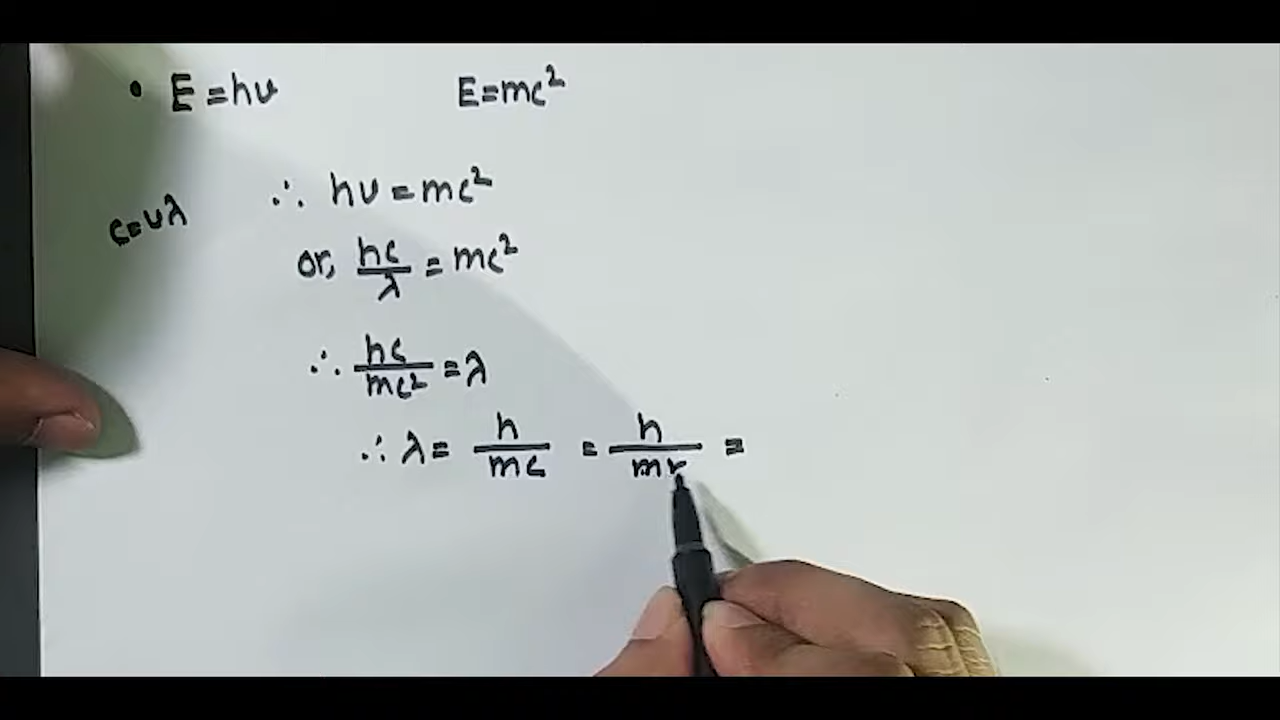 • E=hν E=mc²
∴ hν=mc²
c=νλ
or, hc/λ=mc²
∴ hc/mc²=λ
∴ λ= h/mc = h/mv =